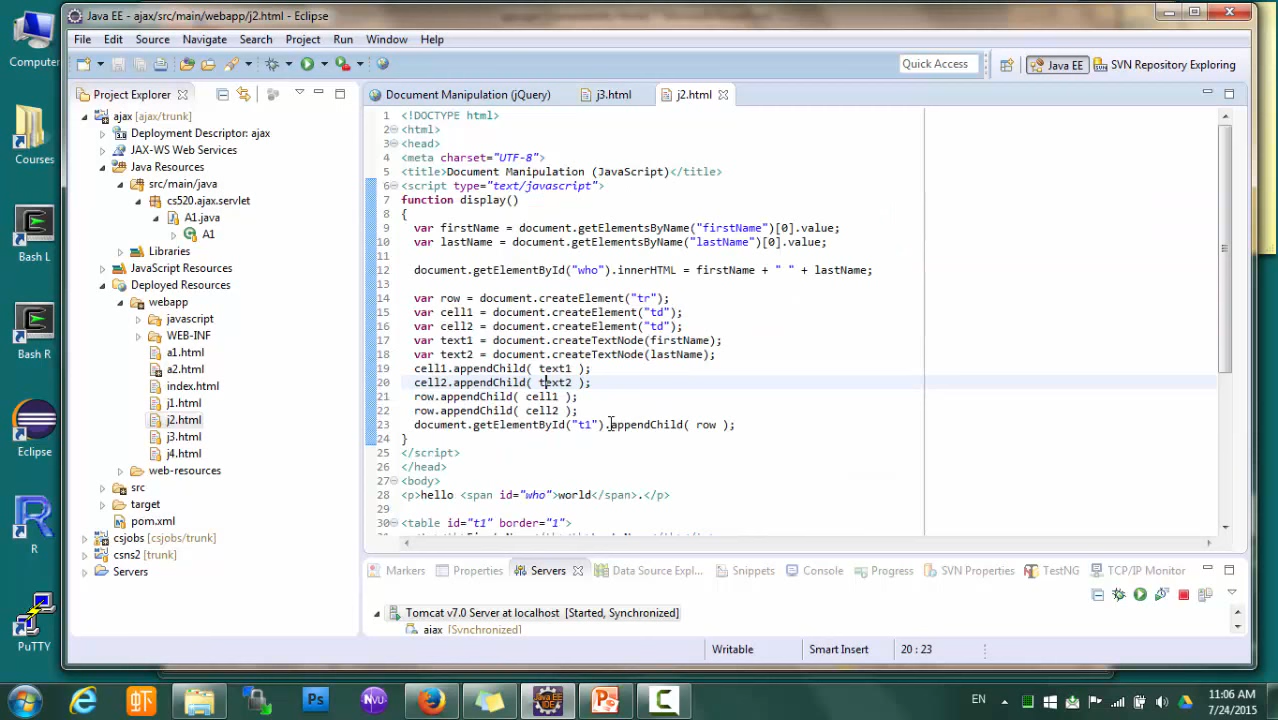 Java EE - ajax/src/main/webapp/j2.html - Eclipse
File Edit Source Navigate Search Project Run Window Help
Quick Access
Java EE
SVN Repository Exploring
Project Explorer
Document Manipulation (jQuery)
j3.html
j2.html
Computer
Courses
Bash L
Bash R
Eclipse
R
PuTTY
ajax [ajax/trunk]
Deployment Descriptor: ajax
JAX-WS Web Services
Java Resources
src/main/java
cs520.ajax.servlet
A1.java
A1
Libraries
JavaScript Resources
Deployed Resources
webapp
javascript
WEB-INF
a1.html
a2.html
index.html
j1.html
j2.html
j3.html
j4.html
web-resources
src
target
pom.xml
csjobs [csjobs/trunk]
csns2 [trunk]
Servers
1 <!DOCTYPE html>
2 <html>
3 <head>
4 <meta charset="UTF-8">
5 <title>Document Manipulation (JavaScript)</title>
6 <script type="text/javascript">
7 function display()
8 {
9 var firstName = document.getElementsByName("firstName")[0].value;
10 var lastName = document.getElementsByName("lastName")[0].value;
11
12 document.getElementById("who").innerHTML = firstName + " " + lastName;
13
14 var row = document.createElement("tr");
15 var cell1 = document.createElement("td");
16 var cell2 = document.createElement("td");
17 var text1 = document.createTextNode(firstName);
18 var text2 = document.createTextNode(lastName);
19 cell1.appendChild( text1 );
20 cell2.appendChild( text2 );
21 row.appendChild( cell1 );
22 row.appendChild( cell2 );
23 document.getElementById("t1").appendChild( row );
24 }
25 </script>
26 </head>
27 <body>
28 <p>hello <span id="who">world</span>.</p>
29
30 <table id="t1" border="1">
Markers Properties Servers Data Source Expl... Snippets Console Progress SVN Properties TestNG TCP/IP Monitor
Tomcat v7.0 Server at localhost [Started, Synchronized]
ajax [Synchronized]
Writable Smart Insert 20 : 23
虾 Ps nvu EN
11:06 AM
7/24/2015